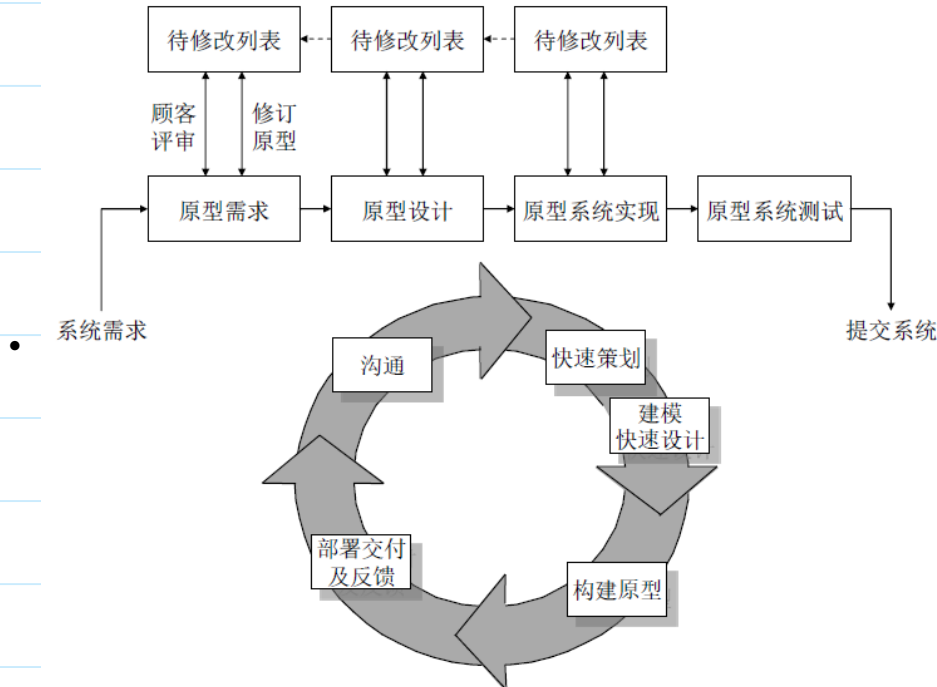 待修改列表
待修改列表
待修改列表
顾客
评审
修订
原型
原型需求
原型设计
原型系统实现
原型系统测试
系统需求
提交系统
沟通
快速策划
建模
快速设计
部署交付
及反馈
构建原型